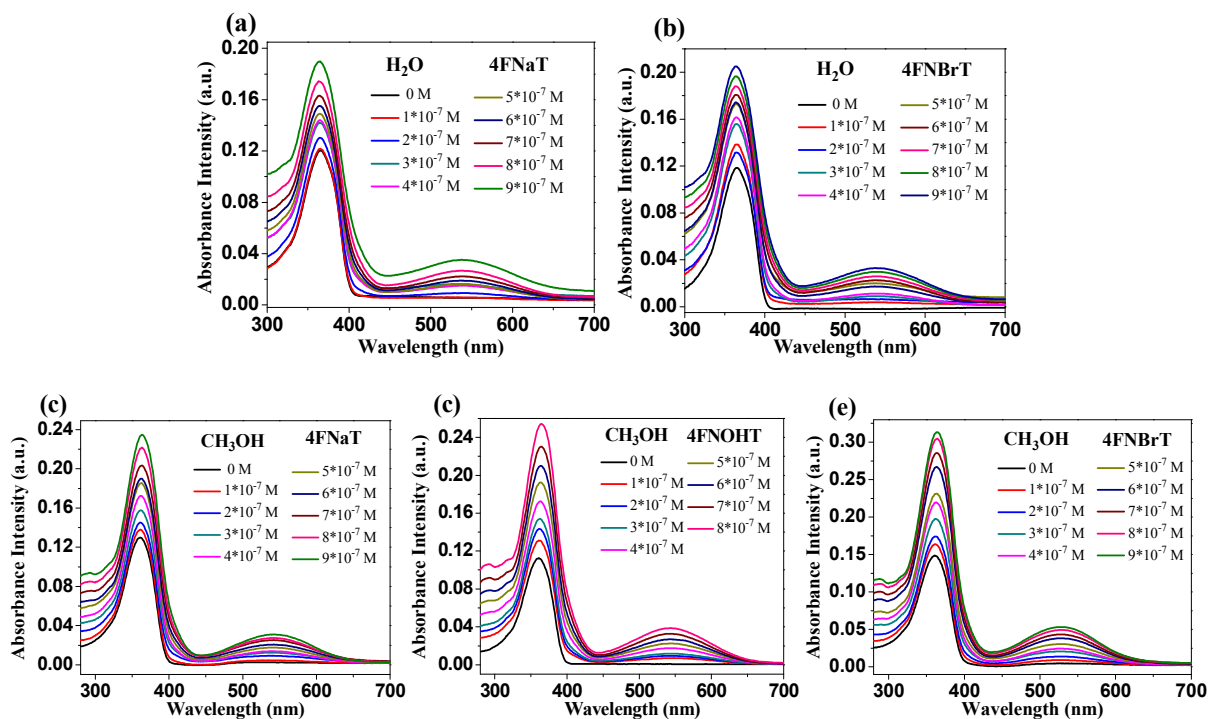 (a)
H₂O 4FNaT
0 M
1*10⁻⁷ M
2*10⁻⁷ M
3*10⁻⁷ M
4*10⁻⁷ M
5*10⁻⁷ M
6*10⁻⁷ M
7*10⁻⁷ M
8*10⁻⁷ M
9*10⁻⁷ M
Absorbance Intensity (a.u.)
0.20
0.16
0.12
0.08
0.04
0.00
300 400 500 600 700
Wavelength (nm)
(b)
H₂O 4FNBrT
0 M
1*10⁻⁷ M
2*10⁻⁷ M
3*10⁻⁷ M
4*10⁻⁷ M
5*10⁻⁷ M
6*10⁻⁷ M
7*10⁻⁷ M
8*10⁻⁷ M
9*10⁻⁷ M
Absorbance Intensity (a.u.)
0.20
0.16
0.12
0.08
0.04
0.00
300 400 500 600 700
Wavelength (nm)
(c)
CH₃OH 4FNaT
0 M
1*10⁻⁷ M
2*10⁻⁷ M
3*10⁻⁷ M
4*10⁻⁷ M
5*10⁻⁷ M
6*10⁻⁷ M
7*10⁻⁷ M
8*10⁻⁷ M
9*10⁻⁷ M
Absorbance Intensity (a.u.)
0.24
0.20
0.16
0.12
0.08
0.04
0.00
300 400 500 600 700
Wavelength (nm)
(c)
CH₃OH 4FNOHT
0 M
1*10⁻⁷ M
2*10⁻⁷ M
3*10⁻⁷ M
4*10⁻⁷ M
5*10⁻⁷ M
6*10⁻⁷ M
7*10⁻⁷ M
8*10⁻⁷ M
Absorbance Intensity (a.u.)
0.24
0.20
0.16
0.12
0.08
0.04
0.00
300 400 500 600 700
Wavelength (nm)
(e)
CH₃OH 4FNBrT
0 M
1*10⁻⁷ M
2*10⁻⁷ M
3*10⁻⁷ M
4*10⁻⁷ M
5*10⁻⁷ M
6*10⁻⁷ M
7*10⁻⁷ M
8*10⁻⁷ M
9*10⁻⁷ M
Absorbance Intensity (a.u.)
0.30
0.25
0.20
0.15
0.10
0.05
0.00
300 400 500 600 700
Wavelength (nm)